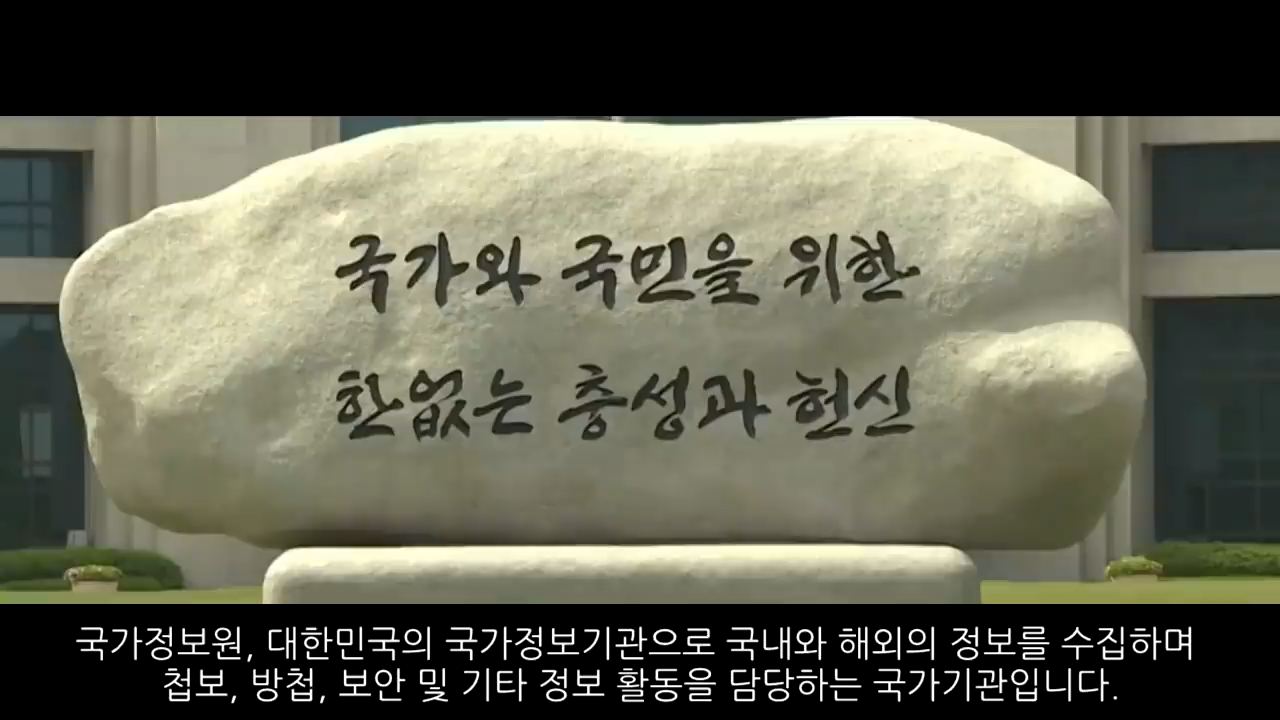 국가와 국민을 위한
한없는 충성과 헌신
국가정보원, 대한민국의 국가정보기관으로 국내와 해외의 정보를 수집하며
첩보, 방첩, 보안 및 기타 정보 활동을 담당하는 국가기관입니다.